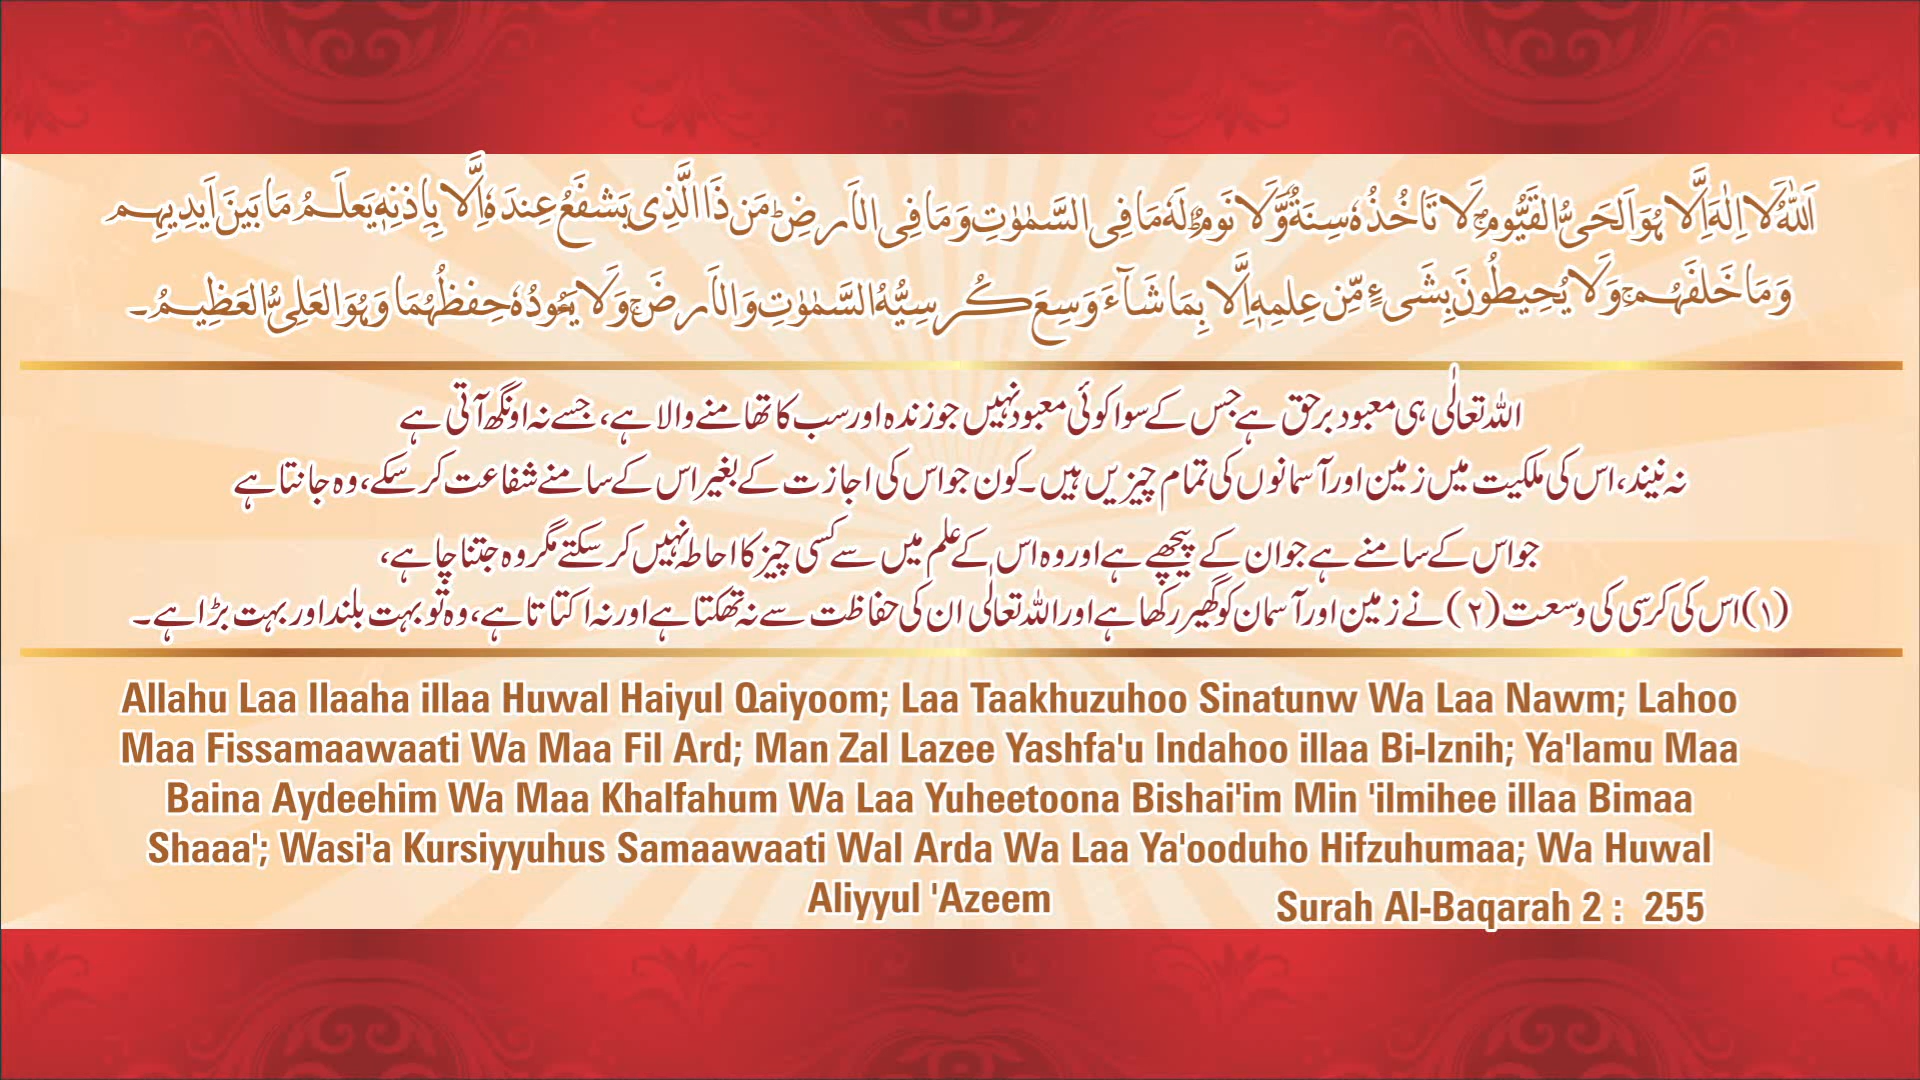 اَللّٰهُ لَا اِلٰهَ اِلَّا هُوَ اَلْحَیُّ الْقَیُّوْمُ ۚ لَا تَاْخُذُهٗ سِنَةٌ وَّلَا نَوْمٌ ؕ لَهٗ مَا فِی السَّمٰوٰتِ وَمَا فِی الْاَرْضِ ؕ مَنْ ذَا الَّذِیْ یَشْفَعُ عِنْدَهٗ اِلَّا بِاِذْنِهٖ یَعْلَمُ مَا بَیْنَ اَیْدِیْهِمْ
وَمَا خَلْفَهُمْ ۚ وَلَا یُحِیْطُوْنَ بِشَیْءٍ مِّنْ عِلْمِهٖ اِلَّا بِمَا شَآءَ وَسِعَ كُرْسِیُّهُ السَّمٰوٰتِ وَالْاَرْضَ ۚ وَلَا یَـُٔوْدُهٗ حِفْظُهُمَا وَهُوَ الْعَلِیُّ الْعَظِیْمُ۔
اللہ تعالٰی ہی معبود برحق ہے جس کے سوا کوئی معبود نہیں جو زندہ اور سب کا تھامنے والا ہے، جسے نہ اونگھ آتی ہے
نہ نیند، اس کی ملکیت میں زمین اور آسمانوں کی تمام چیزیں ہیں۔ کون جو اس کی اجازت کے بغیر اس کے سامنے شفاعت کرسکے، وہ جانتا ہے
جو اس کے سامنے ہے جو ان کے پیچھے ہے اور وہ اس کے علم میں سے کسی چیز کا احاطہ نہیں کرسکتے مگر وہ جتنا چاہے،
(۱) اس کی کرسی کی وسعت (۲) نے زمین اور آسمان کو گھیر رکھا ہے اور اللہ تعالٰی ان کی حفاظت سے نہ تھکتا ہے اور نہ اکتاتا ہے، وہ تو بہت بلند اور بہت بڑا ہے۔
Allahu Laa Ilaaha illaa Huwal Haiyul Qaiyoom; Laa Taakhuzuhoo Sinatunw Wa Laa Nawm; Lahoo
Maa Fissamaawaati Wa Maa Fil Ard; Man Zal Lazee Yashfa'u Indahoo illaa Bi-Iznih; Ya'lamu Maa
Baina Aydeehim Wa Maa Khalfahum Wa Laa Yuheetoona Bishai'im Min 'ilmihee illaa Bimaa
Shaaa'; Wasi'a Kursiyyuhus Samaawaati Wal Arda Wa Laa Ya'ooduho Hifzuhumaa; Wa Huwal
Aliyyul 'Azeem
Surah Al-Baqarah 2 : 255